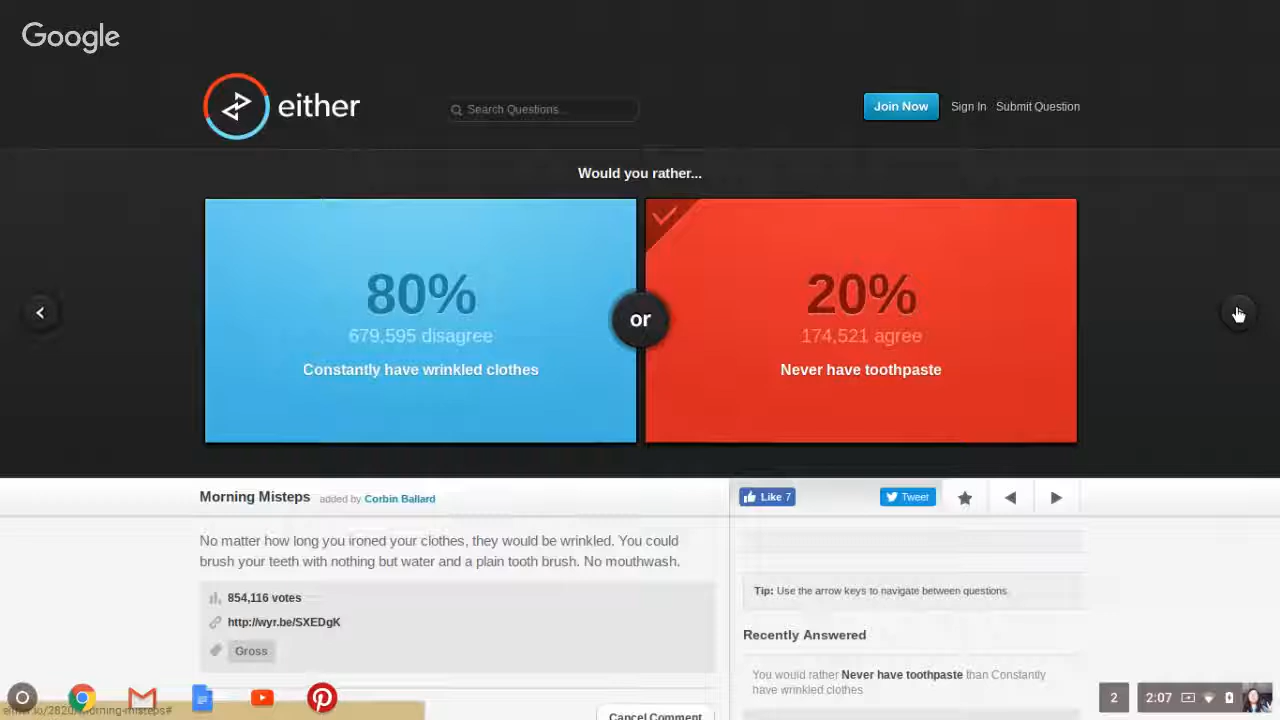 Google
either
Search Questions...
Join Now
Sign In
Submit Question
Would you rather...
80%
679,595 disagree
Constantly have wrinkled clothes
or
20%
174,521 agree
Never have toothpaste
Morning Misteps added by Corbin Ballard
Like 7
Tweet
No matter how long you ironed your clothes, they would be wrinkled. You could
brush your teeth with nothing but water and a plain tooth brush. No mouthwash.
854,116 votes
http://wyr.be/SXEDgK
Gross
Tip: Use the arrow keys to navigate between questions.
Recently Answered
You would rather Never have toothpaste than Constantly
have wrinkled clothes
Cancel Comment
2
2:07